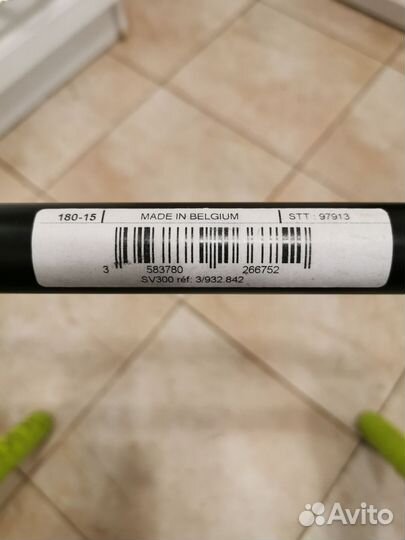 180-15 MADE IN BELGIUM STT : 97913
3 583780 266752
SV300 réf: 3/932.842
Avito